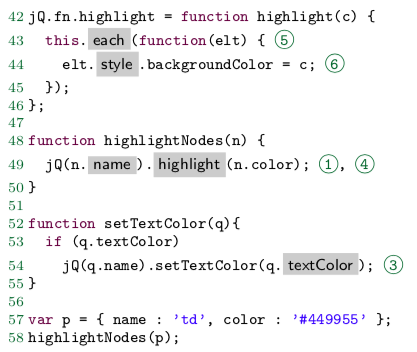 42 jQ.fn.highlight = function highlight(c) {
43   this. each (function(elt) { ⑤
44     elt. style .backgroundColor = c; ⑥
45   });
46 };
47
48 function highlightNodes(n) {
49   jQ(n. name ). highlight (n.color); ①, ④
50 }
51
52 function setTextColor(q){
53   if (q.textColor)
54     jQ(q.name).setTextColor(q. textColor ); ③
55 }
56
57 var p = { name : 'td', color : '#449955' };
58 highlightNodes(p);